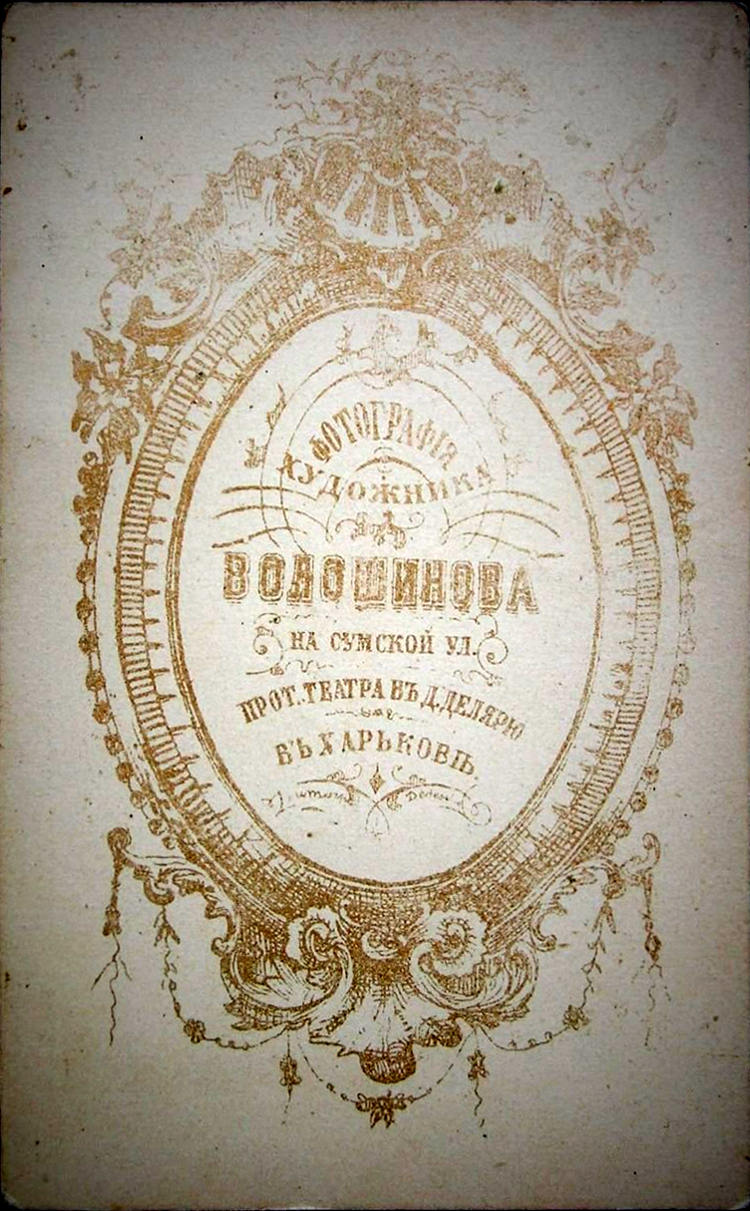 ФОТОГРАФІЯ
ХУДОЖНИКА
ВОЛОШИНОВА
НА СУМСКОЙ УЛ.
ПРОТ. ТЕАТРА ВЪ Д. ДЕЛЯРЮ
ВЪ ХАРЬКОВѢ.